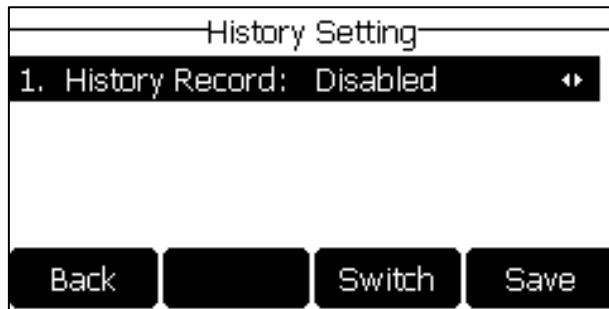 History Setting
1. History Record: Disabled
Back Switch Save